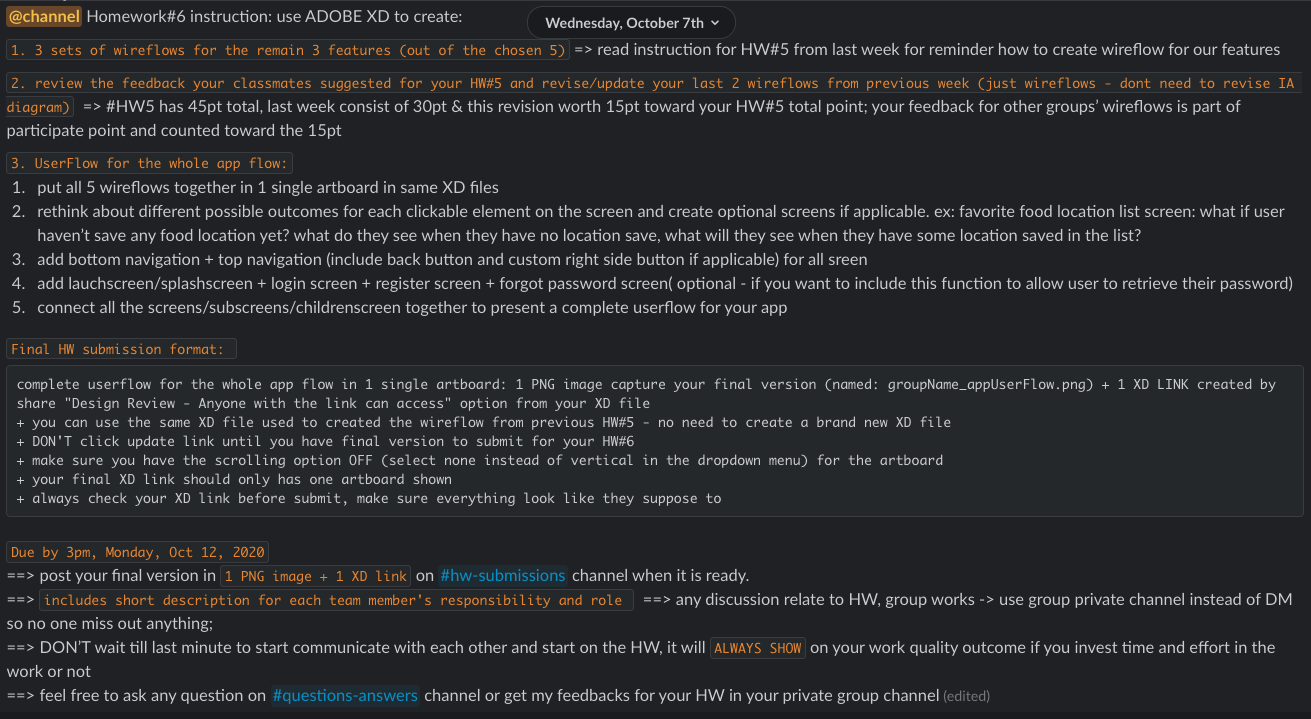 @channel Homework#6 instruction: use ADOBE XD to create:
Wednesday, October 7th
1. 3 sets of wireflows for the remain 3 features (out of the chosen 5) => read instruction for HW#5 from last week for reminder how to create wireflow for our features
2. review the feedback your classmates suggested for your HW#5 and revise/update your last 2 wireflows from previous week (just wireflows - dont need to revise IA
diagram) => #HW5 has 45pt total, last week consist of 30pt & this revision worth 15pt toward your HW#5 total point; your feedback for other groups' wireflows is part of
participate point and counted toward the 15pt
3. UserFlow for the whole app flow:
1. put all 5 wireflows together in 1 single artboard in same XD files
2. rethink about different possible outcomes for each clickable element on the screen and create optional screens if applicable. ex: favorite food location list screen: what if user
haven't save any food location yet? what do they see when they have no location save, what will they see when they have some location saved in the list?
3. add bottom navigation + top navigation (include back button and custom right side button if applicable) for all sreen
4. add lauchscreen/splashscreen + login screen + register screen + forgot password screen( optional - if you want to include this function to allow user to retrieve their password)
5. connect all the screens/subscreens/childrenscreen together to present a complete userflow for your app
Final HW submission format:
complete userflow for the whole app flow in 1 single artboard: 1 PNG image capture your final version (named: groupName_appUserFlow.png) + 1 XD LINK created by
share "Design Review - Anyone with the link can access" option from your XD file
+ you can use the same XD file used to created the wireflow from previous HW#5 - no need to create a brand new XD file
+ DON'T click update link until you have final version to submit for your HW#6
+ make sure you have the scrolling option OFF (select none instead of vertical in the dropdown menu) for the artboard
+ your final XD link should only has one artboard shown
+ always check your XD link before submit, make sure everything look like they suppose to
Due by 3pm, Monday, Oct 12, 2020
==> post your final version in 1 PNG image + 1 XD link on #hw-submissions channel when it is ready.
==> includes short description for each team member's responsibility and role ==> any discussion relate to HW, group works -> use group private channel instead of DM
so no one miss out anything;
==> DON'T wait till last minute to start communicate with each other and start on the HW, it will ALWAYS SHOW on your work quality outcome if you invest time and effort in the
work or not
==> feel free to ask any question on #questions-answers channel or get my feedbacks for your HW in your private group channel (edited)